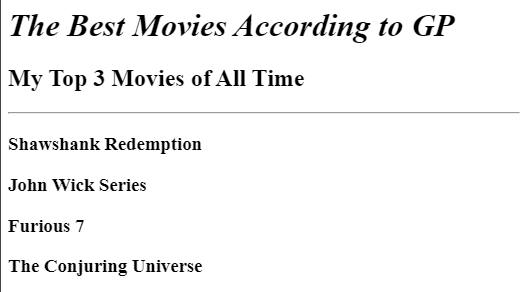 The Best Movies According to GP
My Top 3 Movies of All Time
Shawshank Redemption
John Wick Series
Furious 7
The Conjuring Universe